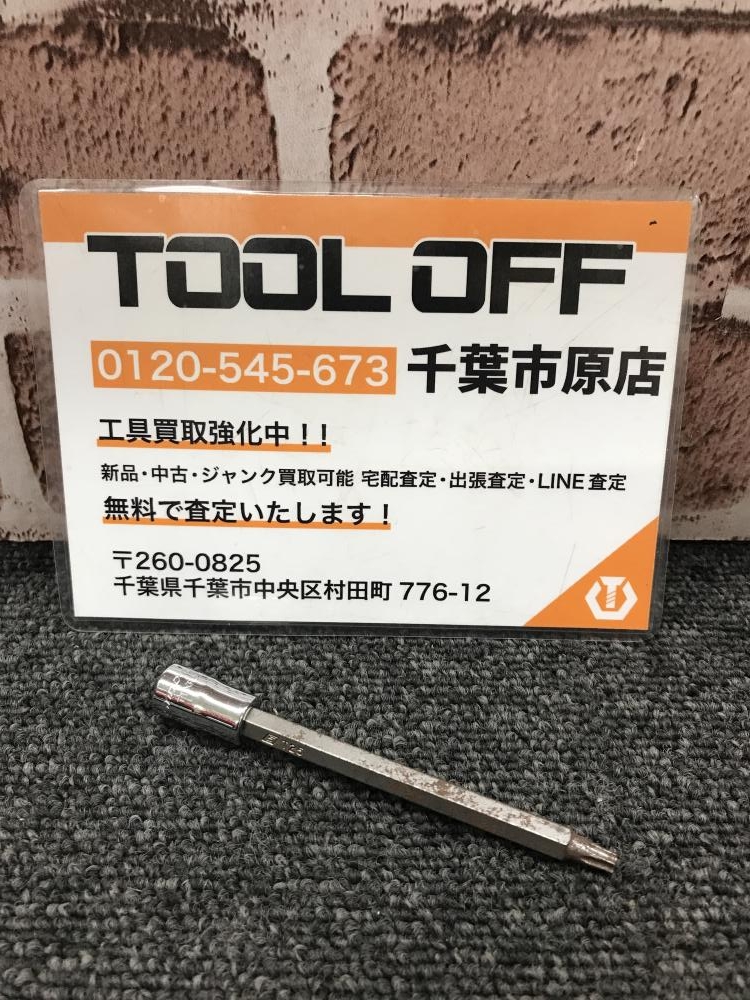 TOOL OFF
0120-545-673 千葉市原店
工具買取強化中！！
新品・中古・ジャンク買取可能 宅配査定・出張査定・LINE査定
無料で査定いたします！
〒260-0825
千葉県千葉市中央区村田町 776-12